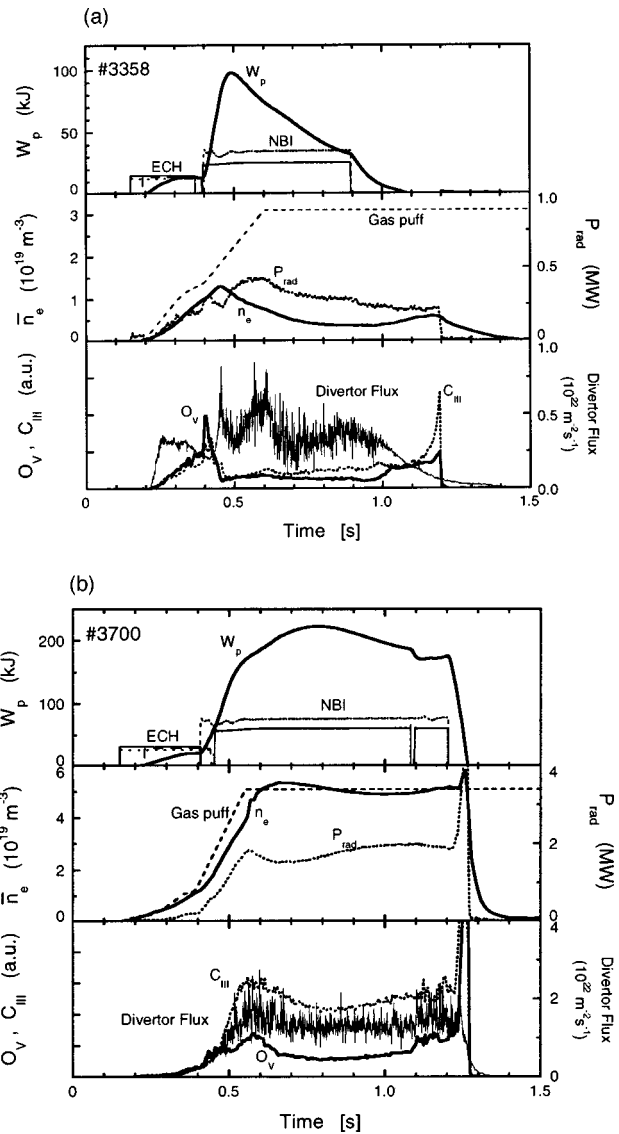 (a)
#3358
W_p
NBI
ECH
100
50
0
W_p (kJ)
Gas puff
P_rad
n_e
3
2
1
0
n̄_e (10^19 m^-3)
1.0
0.5
0
P_rad (MW)
Divertor Flux
O_V
C_III
O_V , C_III (a.u.)
1.0
0.5
0.0
Divertor Flux
(10^22 m^-2 s^-1)
0 0.5 1.0 1.5
Time [s]
(b)
#3700
W_p
NBI
ECH
200
100
0
W_p (kJ)
Gas puff
n_e
P_rad
6
4
2
0
n̄_e (10^19 m^-3)
4
2
0
P_rad (MW)
C_III
Divertor Flux
O_V
O_V , C_III (a.u.)
4
2
0
Divertor Flux
(10^22 m^-2 s^-1)
0 0.5 1.0 1.5
Time [s]